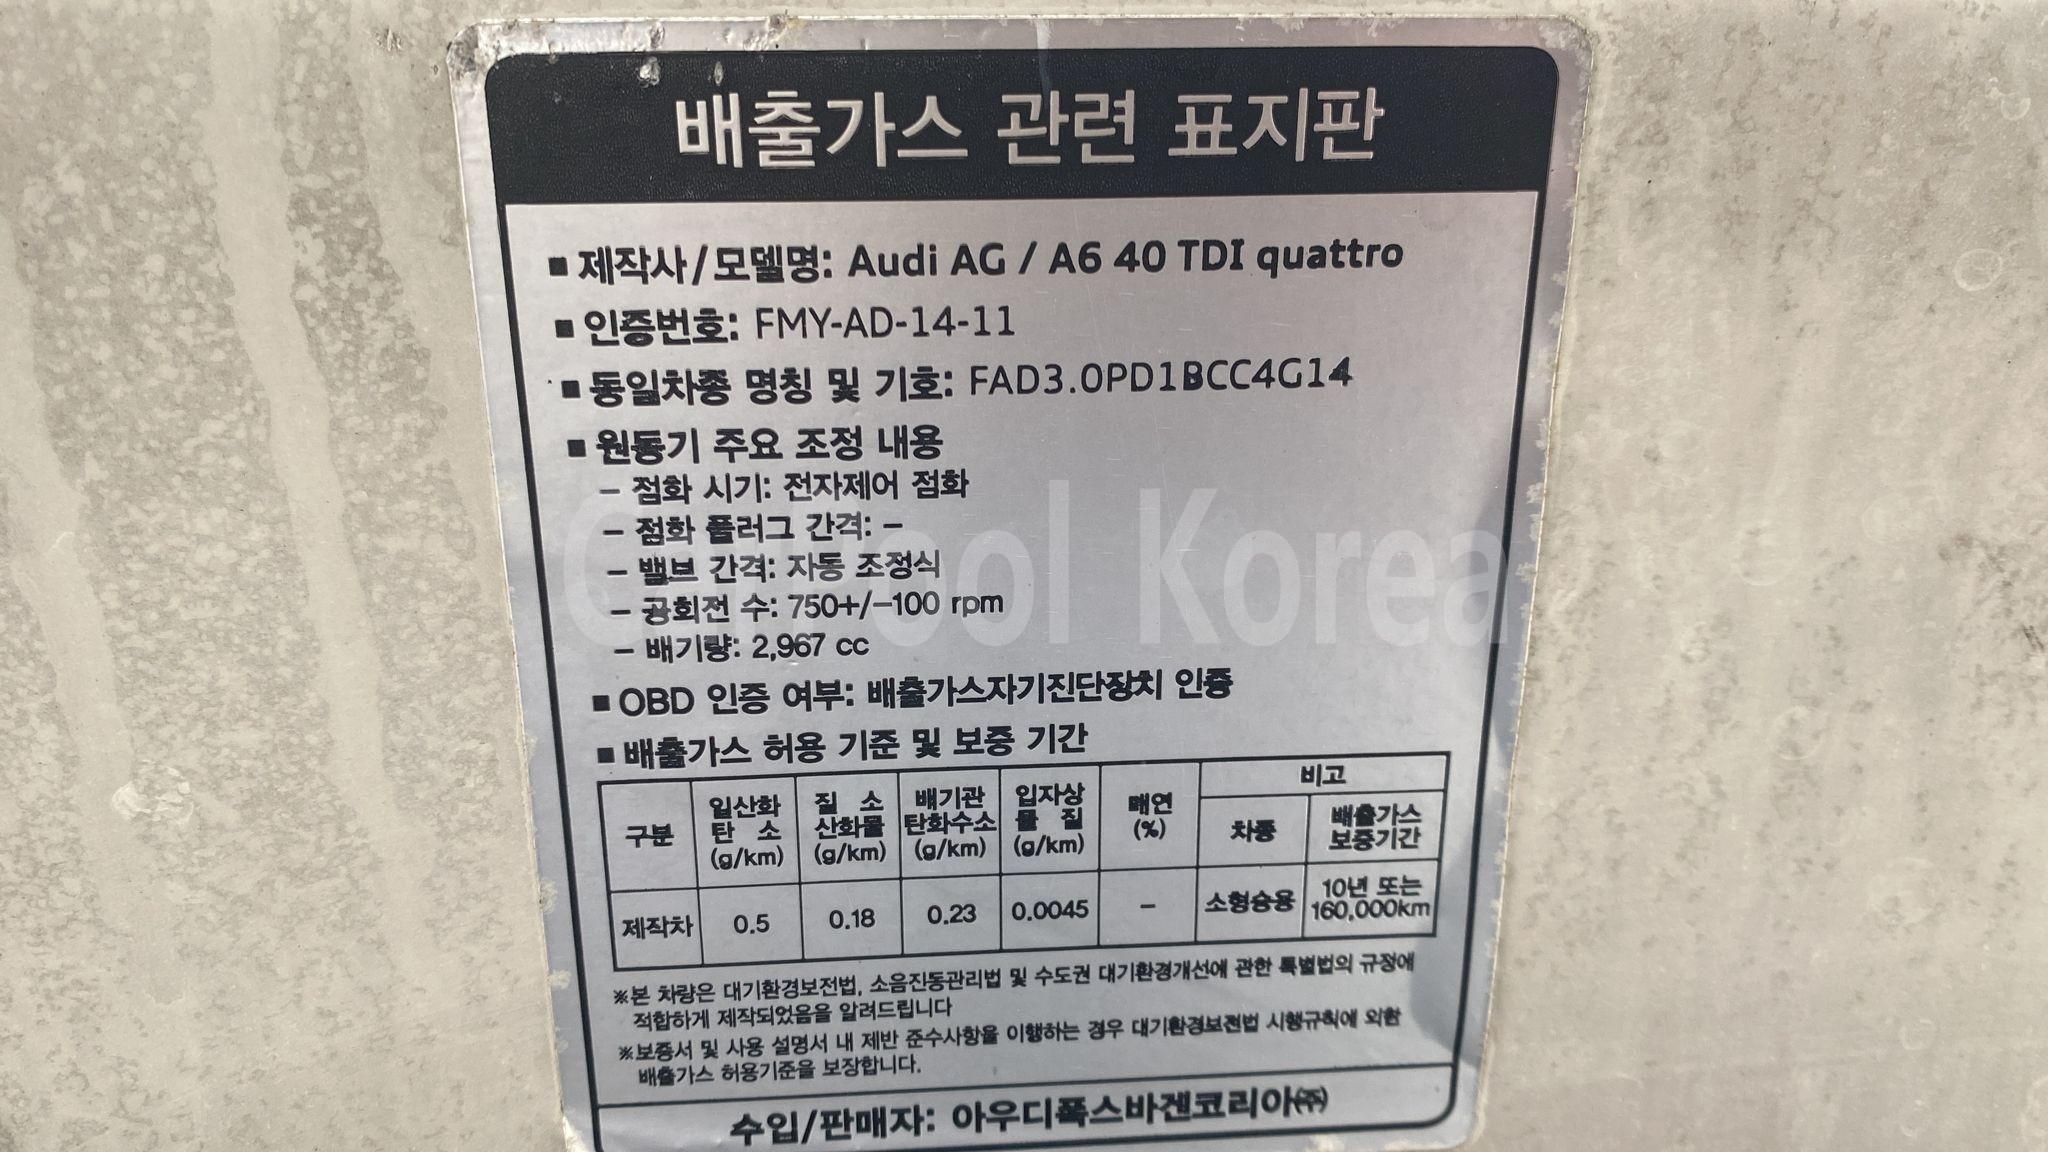 배출가스 관련 표지판
■ 제작사/모델명: Audi AG / A6 40 TDI quattro
■ 인증번호: FMY-AD-14-11
■ 동일차종 명칭 및 기호: FAD3.0PD1BCC4G14
■ 원동기 주요 조정 내용
- 점화 시기: 전자제어 점화
- 점화 플러그 간격: -
- 밸브 간격: 자동 조정식
- 공회전 수: 750+/-100 rpm
- 배기량: 2,967 cc
Carpool Korea
■ OBD 인증 여부: 배출가스자기진단장치 인증
■ 배출가스 허용 기준 및 보증 기간
구분 일산화탄소 (g/km) 질소산화물 (g/km) 배기관탄화수소 (g/km) 입자상물질 (g/km) 매연 (%) 비고 차종 배출가스 보증기간
제작차 0.5 0.18 0.23 0.0045 - 소형승용 10년 또는 160,000km
※본 차량은 대기환경보전법, 소음진동관리법 및 수도권 대기환경개선에 관한 특별법의 규정에
적합하게 제작되었음을 알려드립니다
※보증서 및 사용 설명서 내 제반 준수사항을 이행하는 경우 대기환경보전법 시행규칙에 의한
배출가스 허용기준을 보장합니다.
수입/판매자: 아우디폭스바겐코리아㈜